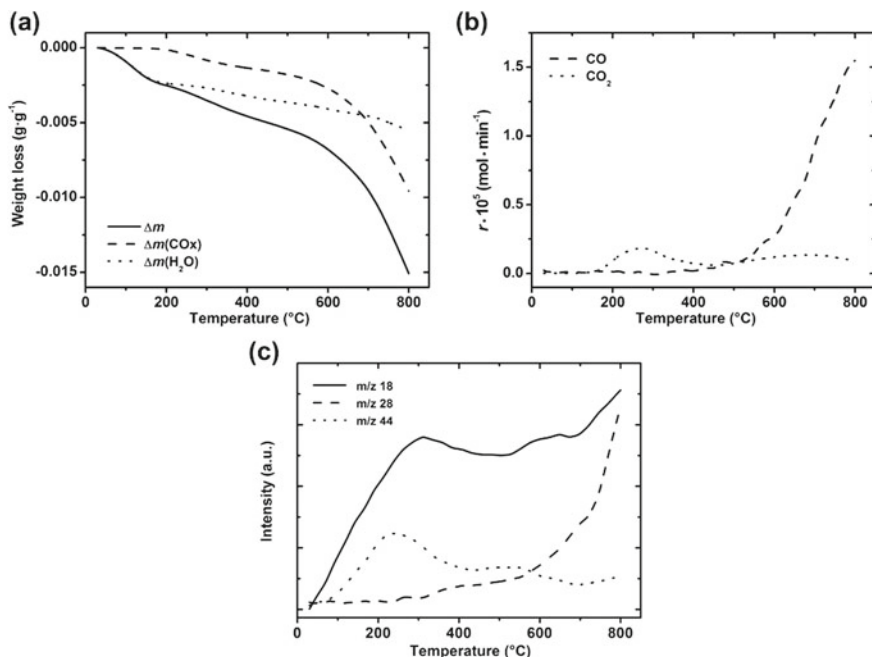 (a)
0.000
-0.005
-0.010
-0.015
Weight loss (g·g⁻¹)
Δm
Δm(COx)
Δm(H₂O)
0 200 400 600 800
Temperature (°C)
(b)
1.5
1.0
0.5
0.0
r·10⁵ (mol·min⁻¹)
CO
CO₂
0 200 400 600 800
Temperature (°C)
(c)
Intensity (a.u.)
m/z 18
m/z 28
m/z 44
0 200 400 600 800
Temperature (°C)